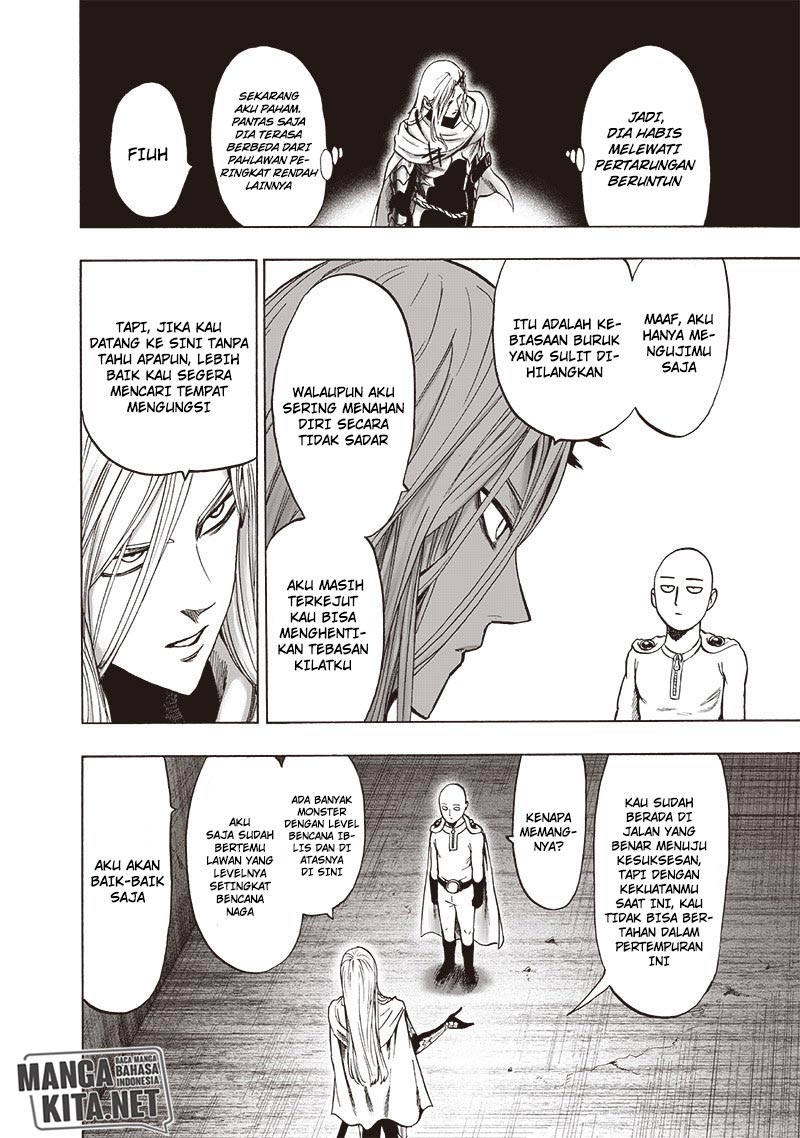 JADI,
DIA HABIS
MELEWATI
PERTARUNGAN
BERUNTUN
SEKARANG
AKU PAHAM.
PANTAS SAJA
DIA TERASA
BERBEDA DARI
PAHLAWAN PE-
RINGKAT RENDAH
LAINNYA
FIUH
MAAF, AKU
HANYA ME-
NGUJIMU
SAJA
ITU ADALAH KE-
BIASAAN BURUK
YANG SULIT DI-
HILANGKAN
WALAUPUN AKU
SERING MENAHAN
DIRI SECARA
TIDAK SADAR
AKU MASIH
TERKEJUT
KAU BISA
MENGHENTI-
KAN TEBASAN
KILATKU
TAPI, JIKA KAU
DATANG KE SINI TANPA
TAHU APAPUN, LEBIH
BAIK KAU SEGERA
MENCARI TEMPAT
MENGUNGSI
KAU SUDAH
BERADA DI
JALAN YANG
BENAR MENUJU
KESUKSESAN,
TAPI DENGAN
KEKUATANMU
SAAT INI, KAU
TIDAK BISA BER-
TAHAN DALAM
PERTEMPURAN
INI
KENAPA
MEMANG-
NYA?
ADA BANYAK
MONSTER
DENGAN LEVEL
BENCANA IB-
LIS DAN DI
ATASNYA
DI SINI
AKU
SAJA SUDAH
BERTEMU
LAWAN YANG
LEVELNYA
SETINGKAT
BENCANA
NAGA
AKU AKAN
BAIK-BAIK
SAJA
MANGA
BACA MANGA
BAHASA
INDONESIA
KITA.NET